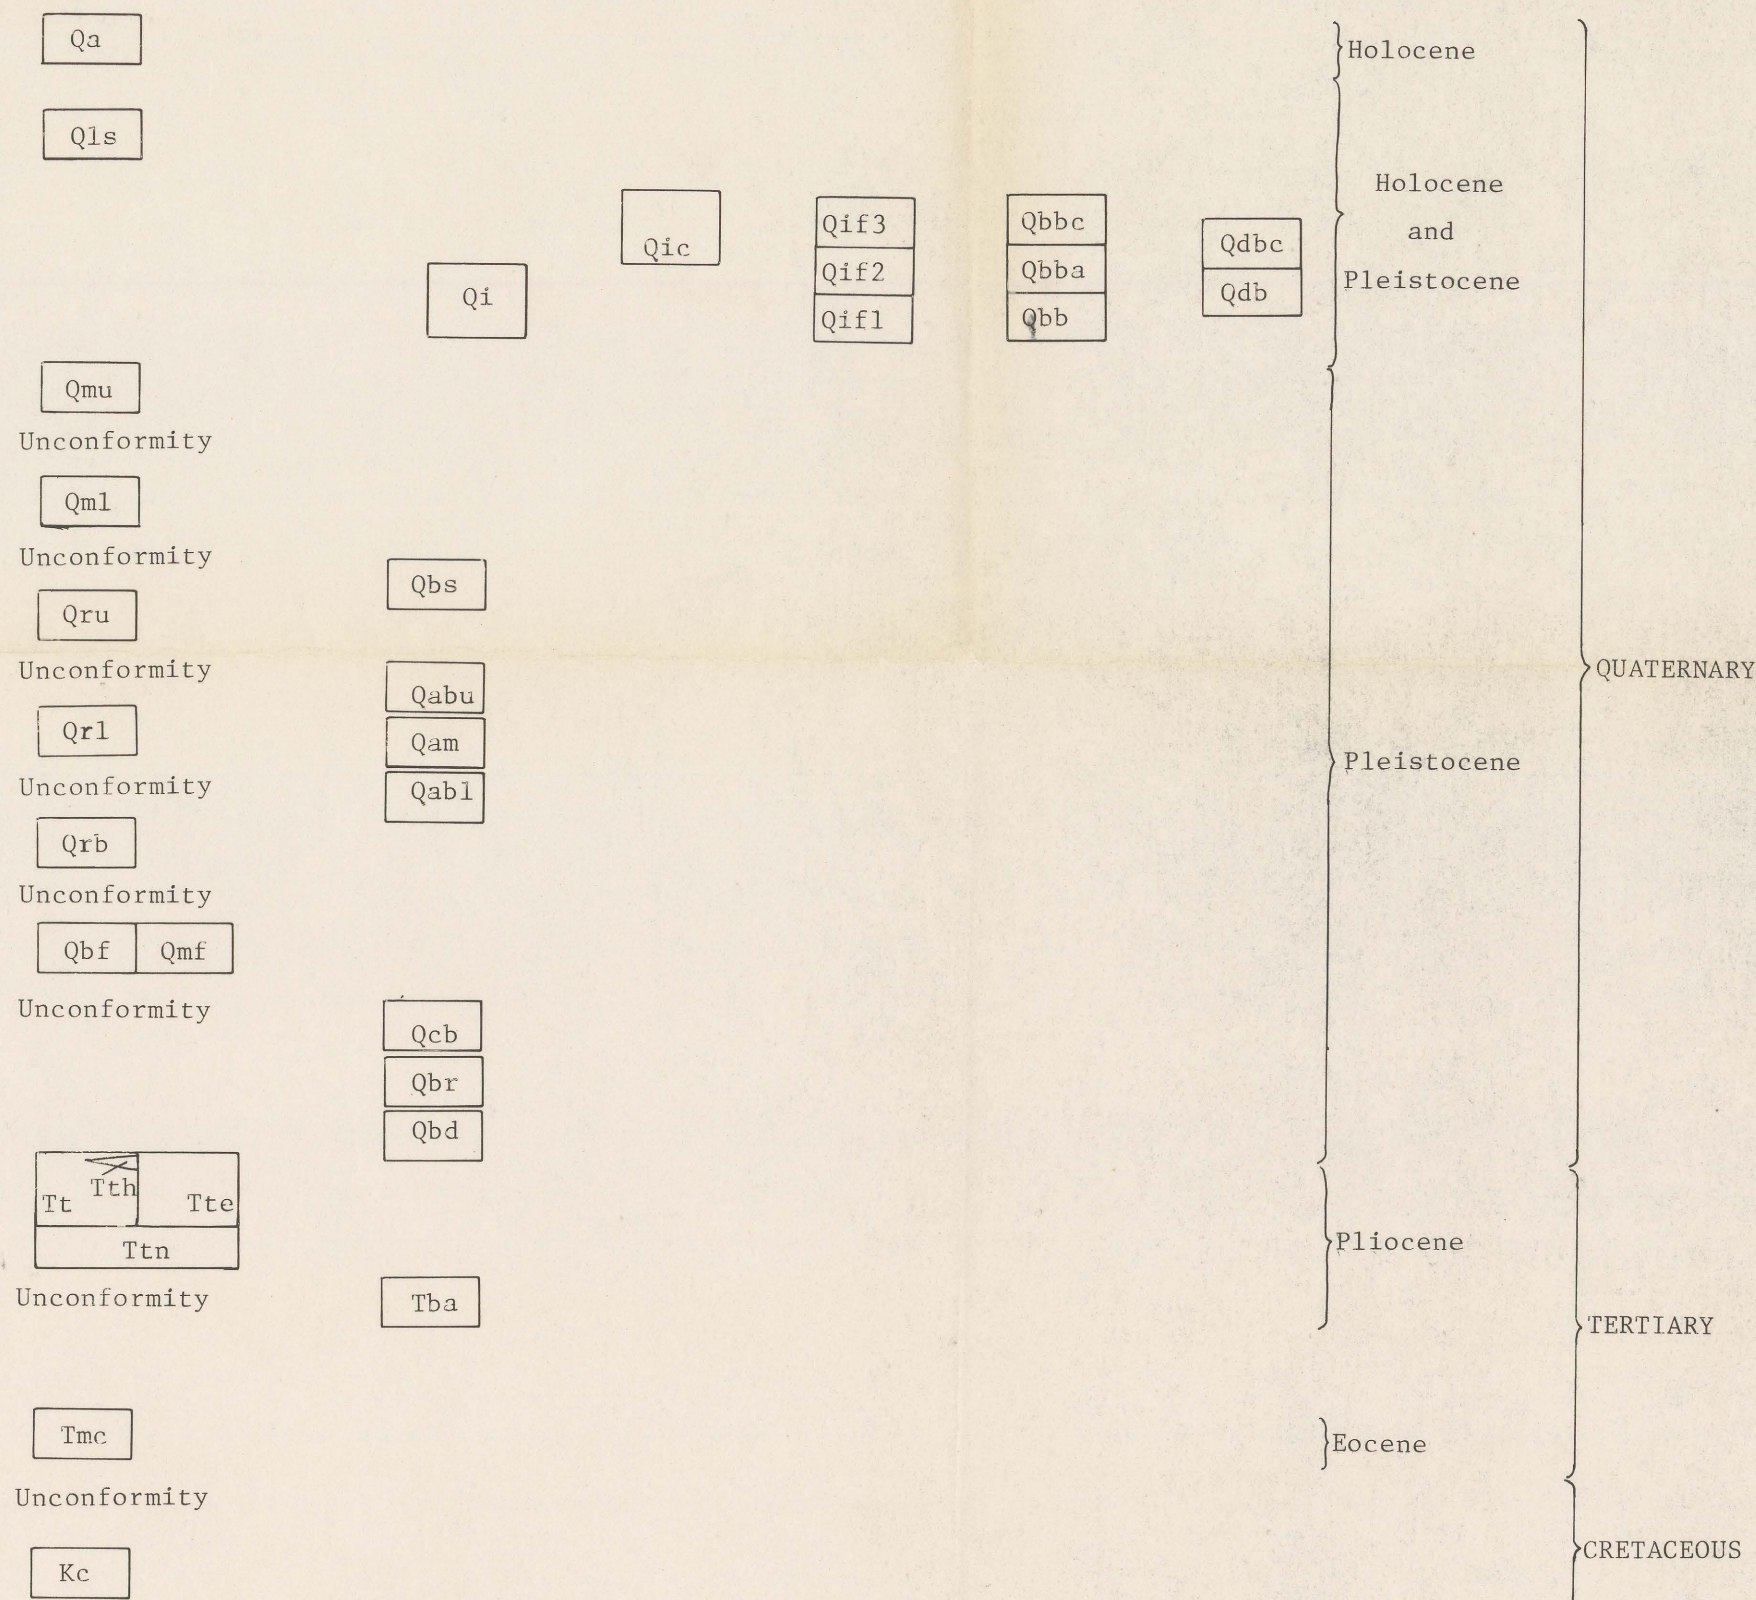 Qa
Holocene
Qls
Holocene
and
Pleistocene
Qic
Qif3
Qif2
Qif1
Qbbc
Qbba
Qbb
Qdbc
Qdb
Qi
Qmu
Unconformity
Qml
Unconformity
Qbs
Qru
Unconformity
QUATERNARY
Qabu
Qam
Qabl
Qrl
Pleistocene
Unconformity
Qrb
Unconformity
Qbf Qmf
Unconformity
Qcb
Qbr
Qbd
Tt Tth Tte
Ttn
Pliocene
Unconformity
Tba
TERTIARY
Tmc
Eocene
Unconformity
CRETACEOUS
Kc